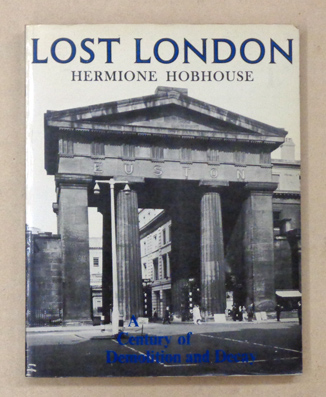 LOST LONDON
HERMIONE HOBHOUSE
EUSTON
A
Century of
Demolition and Decay